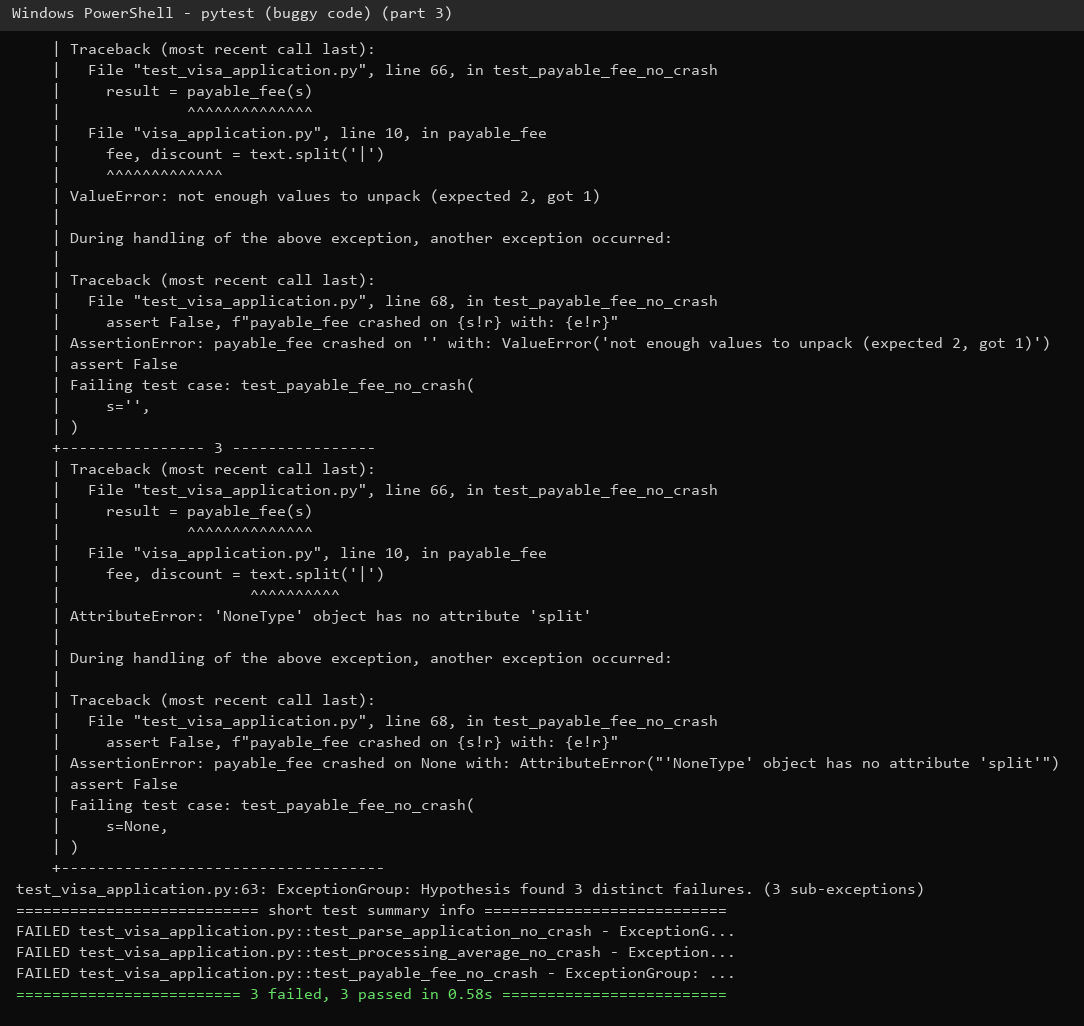 Windows PowerShell - pytest (buggy code) (part 3)
    | Traceback (most recent call last):
    |   File "test_visa_application.py", line 66, in test_payable_fee_no_crash
    |     result = payable_fee(s)
    |              ^^^^^^^^^^^^^^
    |   File "visa_application.py", line 10, in payable_fee
    |     fee, discount = text.split('|')
    |     ^^^^^^^^^^^^^
    | ValueError: not enough values to unpack (expected 2, got 1)
    |
    | During handling of the above exception, another exception occurred:
    |
    | Traceback (most recent call last):
    |   File "test_visa_application.py", line 68, in test_payable_fee_no_crash
    |     assert False, f"payable_fee crashed on {s!r} with: {e!r}"
    | AssertionError: payable_fee crashed on '' with: ValueError('not enough values to unpack (expected 2, got 1)')
    | assert False
    | Failing test case: test_payable_fee_no_crash(
    |     s='',
    | )
    +---------------- 3 ----------------
    | Traceback (most recent call last):
    |   File "test_visa_application.py", line 66, in test_payable_fee_no_crash
    |     result = payable_fee(s)
    |              ^^^^^^^^^^^^^^
    |   File "visa_application.py", line 10, in payable_fee
    |     fee, discount = text.split('|')
    |                     ^^^^^^^^^^
    | AttributeError: 'NoneType' object has no attribute 'split'
    |
    | During handling of the above exception, another exception occurred:
    |
    | Traceback (most recent call last):
    |   File "test_visa_application.py", line 68, in test_payable_fee_no_crash
    |     assert False, f"payable_fee crashed on {s!r} with: {e!r}"
    | AssertionError: payable_fee crashed on None with: AttributeError("'NoneType' object has no attribute 'split'")
    | assert False
    | Failing test case: test_payable_fee_no_crash(
    |     s=None,
    | )
    +------------------------------------
test_visa_application.py:63: ExceptionGroup: Hypothesis found 3 distinct failures. (3 sub-exceptions)
=========================== short test summary info ===========================
FAILED test_visa_application.py::test_parse_application_no_crash - ExceptionG...
FAILED test_visa_application.py::test_processing_average_no_crash - Exception...
FAILED test_visa_application.py::test_payable_fee_no_crash - ExceptionGroup: ...
========================= 3 failed, 3 passed in 0.58s =========================